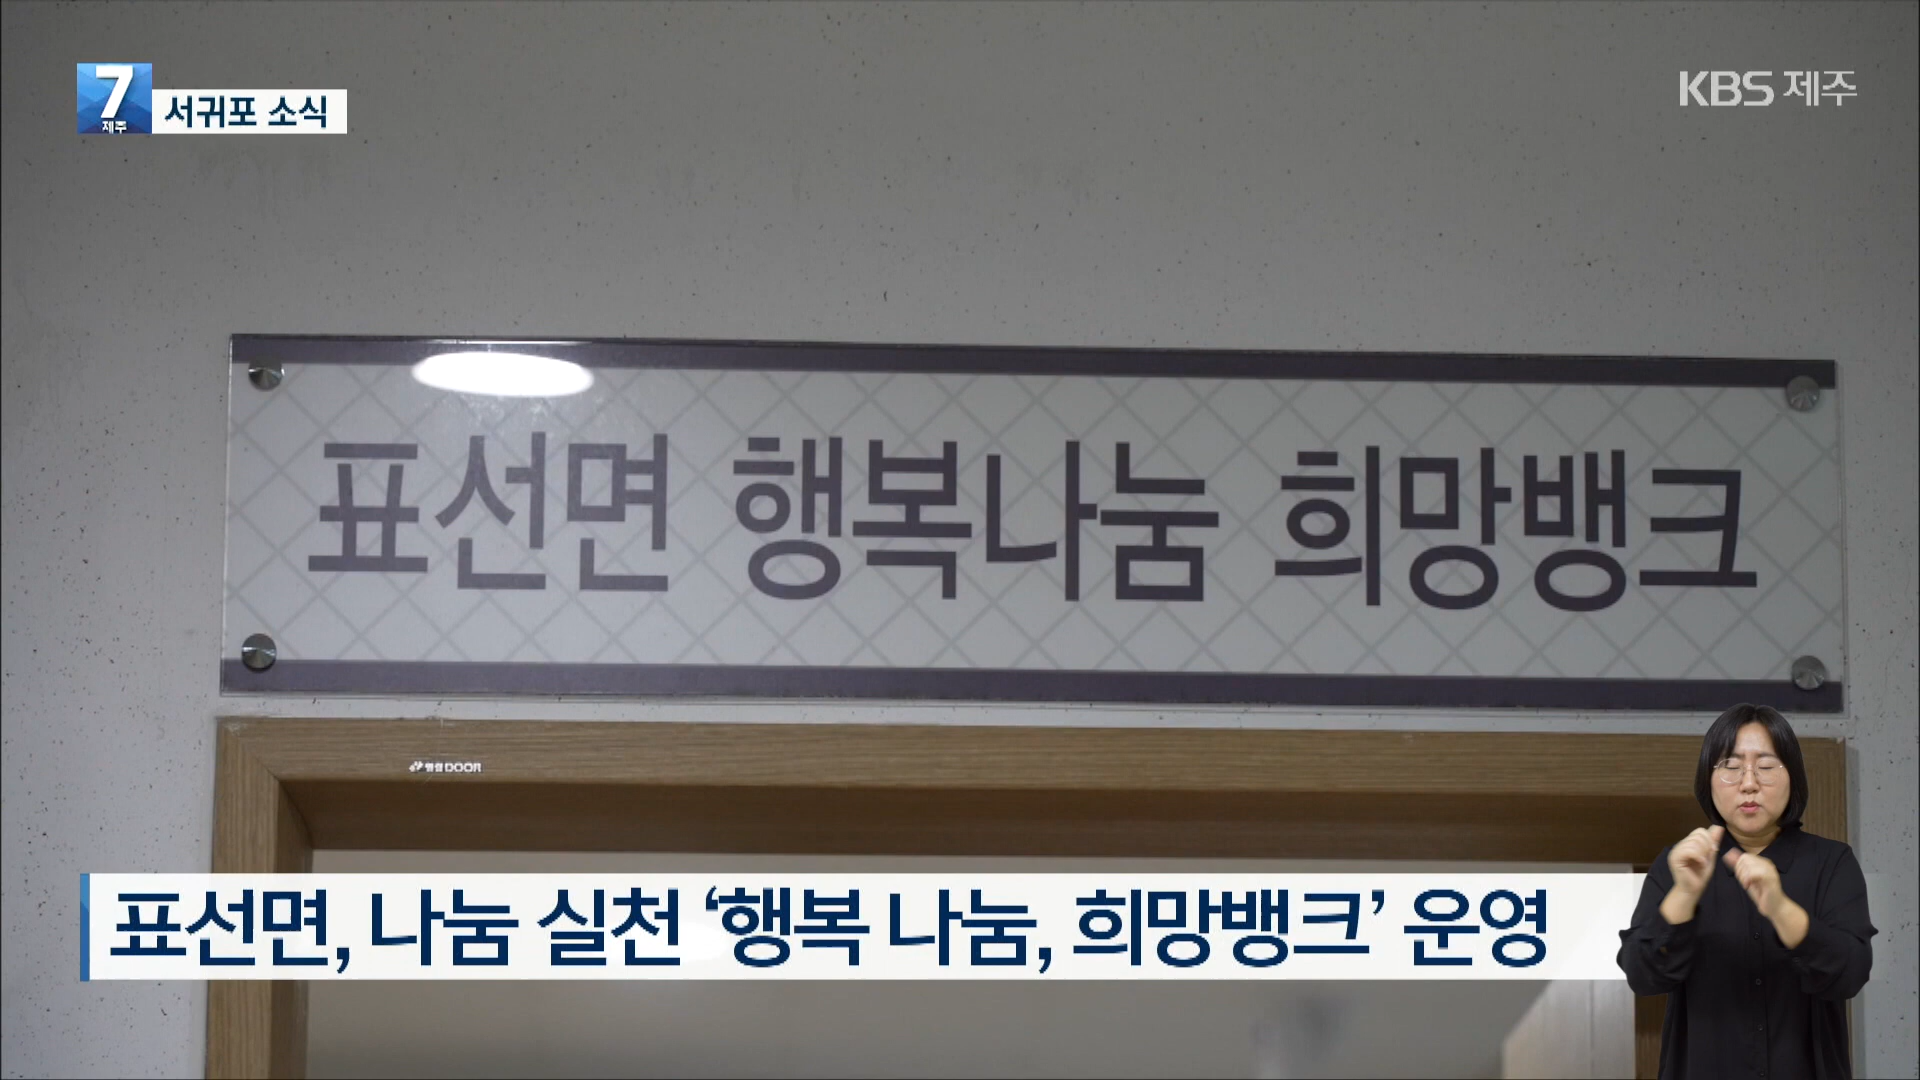 7
제주
서귀포 소식
KBS 제주
표선면 행복나눔 희망뱅크
DOOR
표선면, 나눔 실천 ‘행복 나눔, 희망뱅크’ 운영